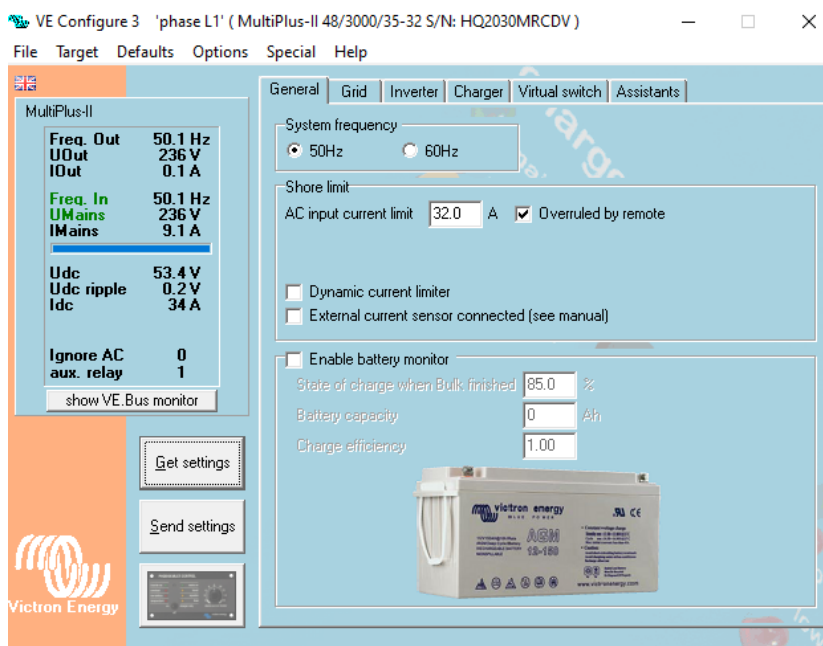 VE Configure 3 'phase L1' ( MultiPlus-II 48/3000/35-32 S/N: HQ2030MRCDV )
File Target Defaults Options Special Help
General Grid Inverter Charger Virtual switch Assistants
MultiPlus-II
Freq. Out 50.1 Hz
UOut 236 V
IOut 0.1 A
Freq. In 50.1 Hz
UMains 236 V
IMains 9.1 A
Udc 53.4 V
Udc ripple 0.2 V
Idc 34 A
Ignore AC 0
aux. relay 1
show VE.Bus monitor
Get settings
Send settings
Victron Energy
System frequency
50Hz 60Hz
Shore limit
AC input current limit 32.0 A Overruled by remote
Dynamic current limiter
External current sensor connected (see manual)
Enable battery monitor
State of charge when Bulk finished 85.0 %
Battery capacity 0 Ah
Charge efficiency 1.00
victron energy
BLUE POWER
AGM
12-150
www.victronenergy.com